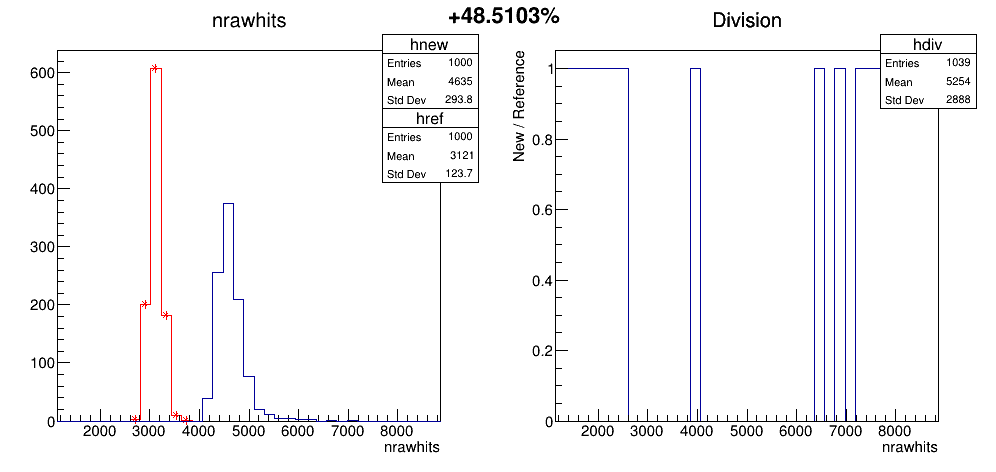 +48.5103%
nrawhits
hnew
Entries 1000
Mean 4635
Std Dev 293.8
href
Entries 1000
Mean 3121
Std Dev 123.7
600
500
400
300
200
100
0
2000 3000 4000 5000 6000 7000 8000
nrawhits
Division
hdiv
Entries 1039
Mean 5254
Std Dev 2888
New / Reference
1
0.8
0.6
0.4
0.2
0
2000 3000 4000 5000 6000 7000 8000
nrawhits